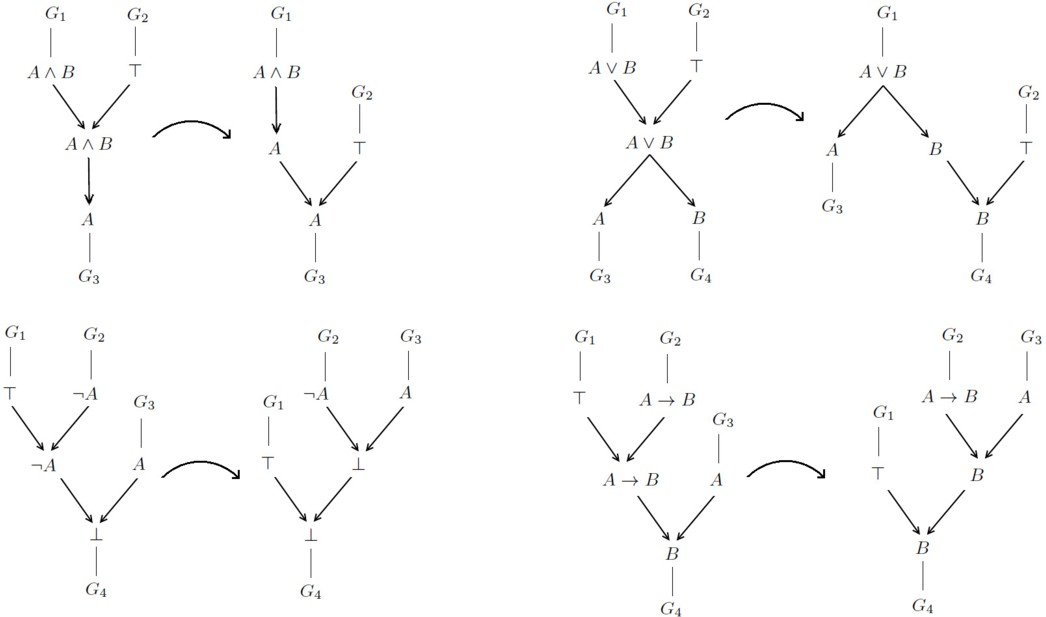 G₁ G₂ G₁
A ∧ B ⊤ A ∧ B
G₂
A ∧ B A ⊤
A A
G₃ G₃
G₁ G₂ G₁
A ∨ B ⊤ A ∨ B
G₂
A ∨ B A B ⊤
G₃
A B B
G₃ G₄ G₄
G₁ G₂ G₂ G₃
⊤ ¬A ¬A A
G₃ G₁
¬A A ⊤ ⊥
⊥ ⊥
G₄ G₄
G₁ G₂ G₂ G₃
⊤ A → B A → B A
G₃ G₁
A → B A ⊤ B
B B
G₄ G₄